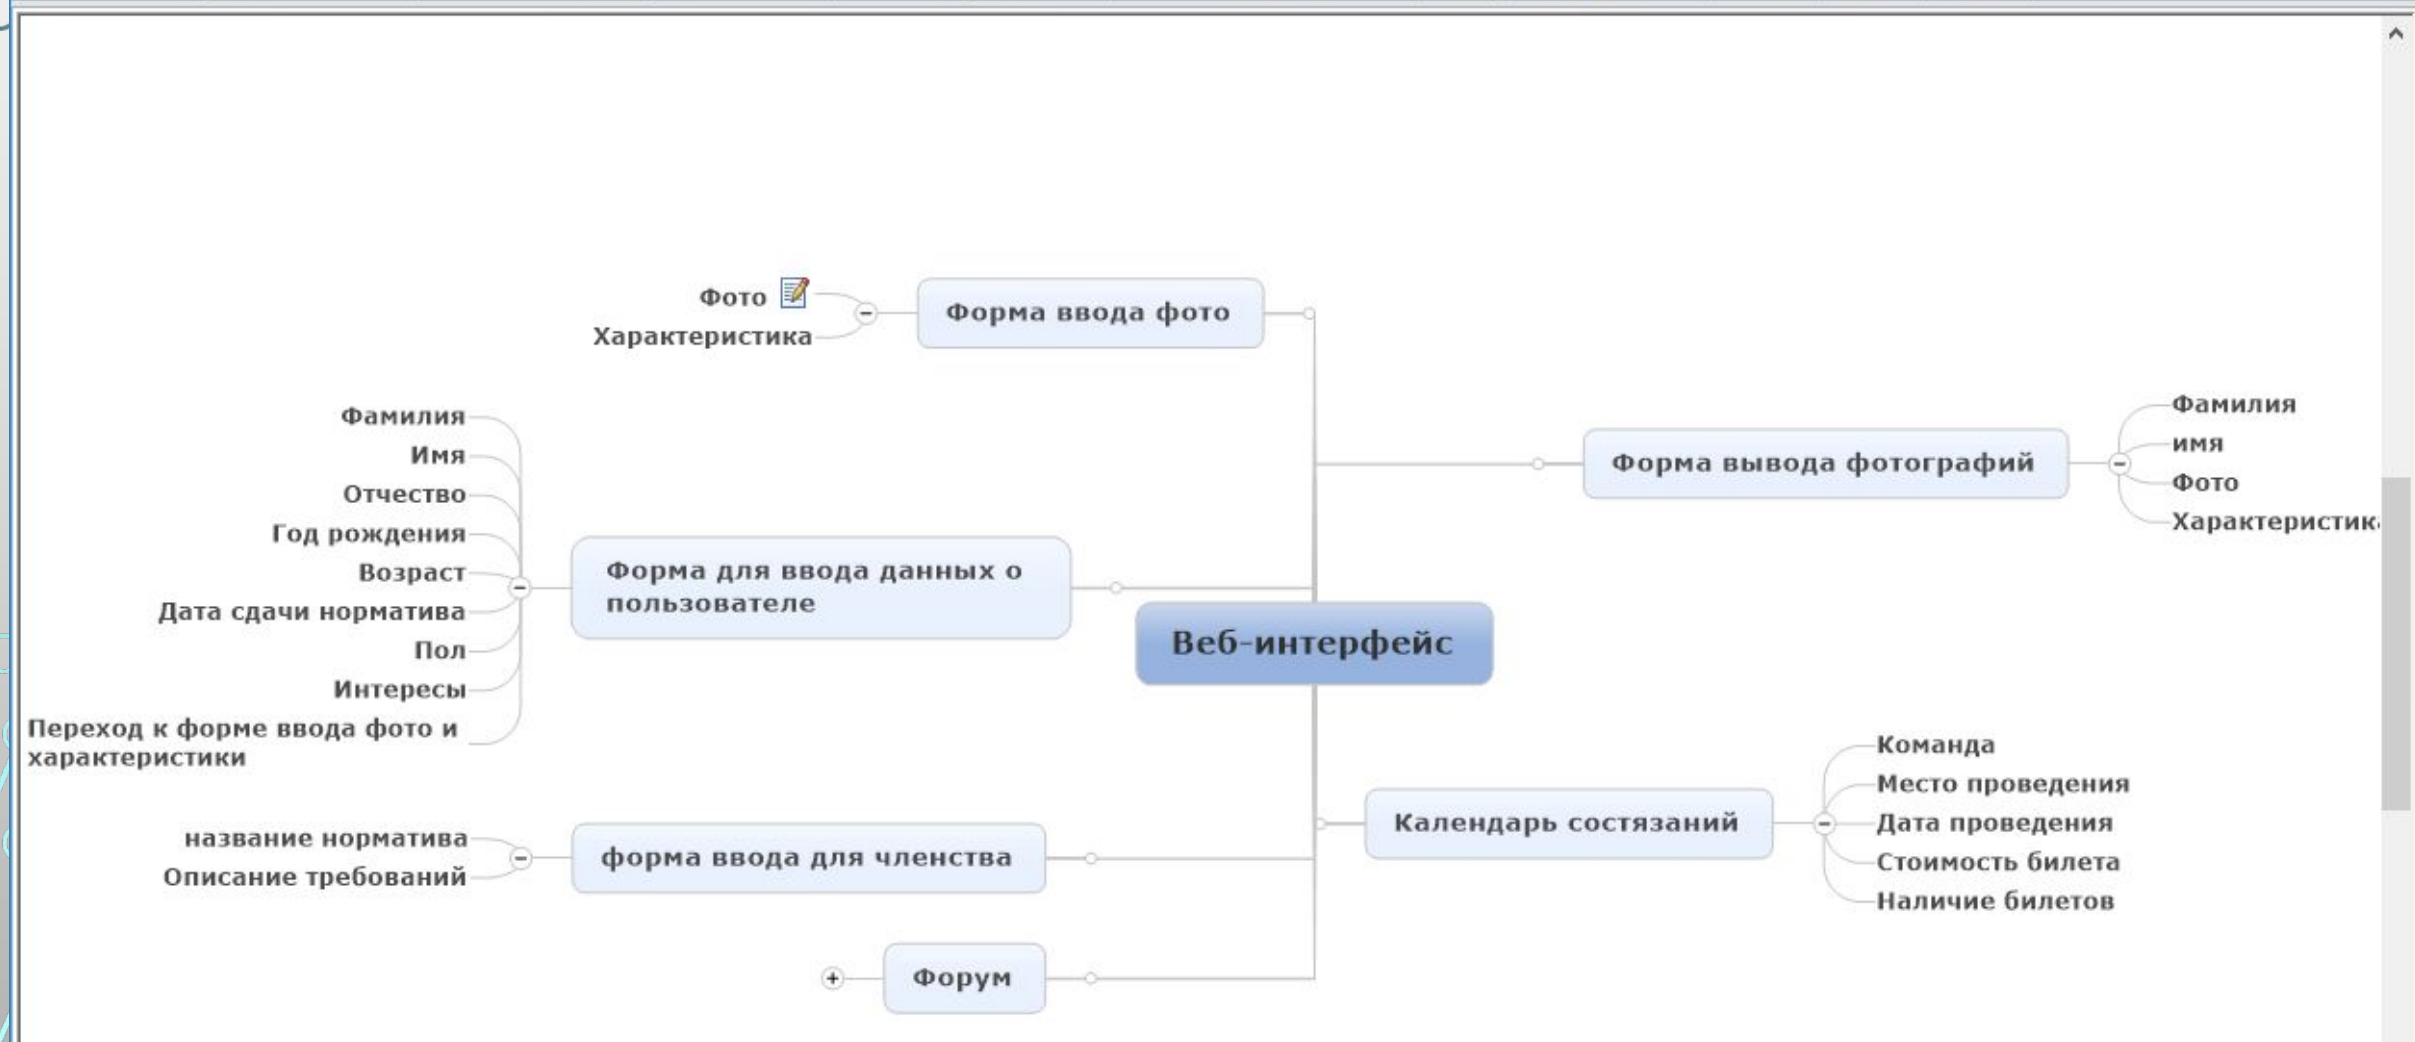 Фото
Характеристика
Форма ввода фото
Фамилия
Имя
Отчество
Год рождения
Возраст
Дата сдачи норматива
Пол
Интересы
Переход к форме ввода фото и
характеристики
Форма для ввода данных о
пользователе
название норматива
Описание требований
форма ввода для членства
Форум
Веб-интерфейс
Форма вывода фотографий
Фамилия
имя
Фото
Характеристик
Календарь состязаний
Команда
Место проведения
Дата проведения
Стоимость билета
Наличие билетов